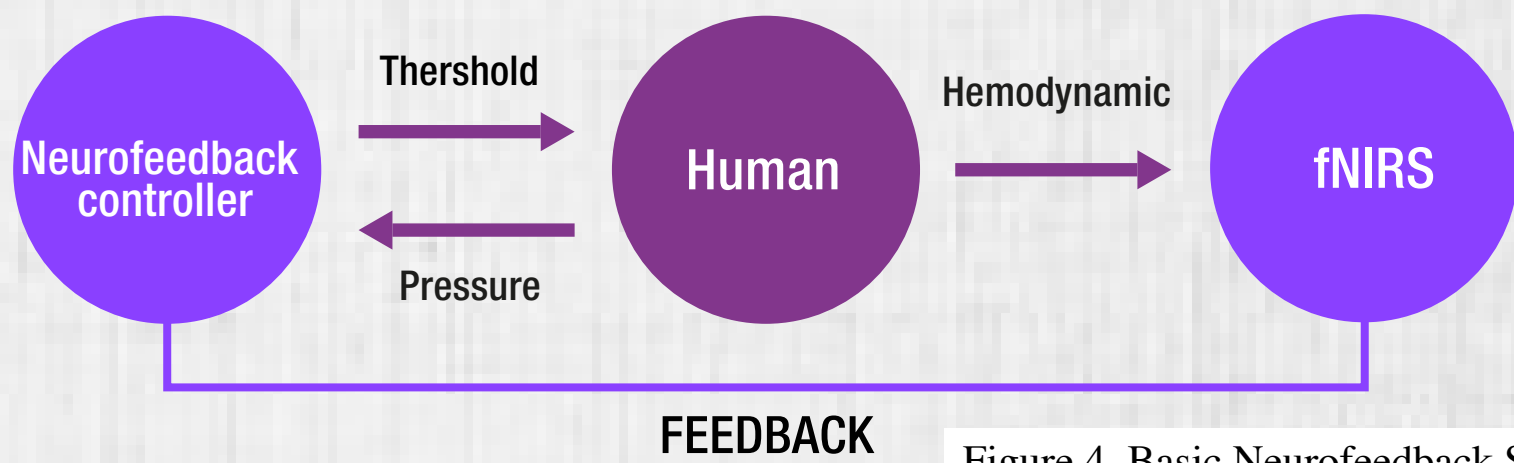 Thershold
Hemodynamic
Neurofeedback
controller
Human
fNIRS
Pressure
FEEDBACK
Figure 4. Basic Neurofeedback S